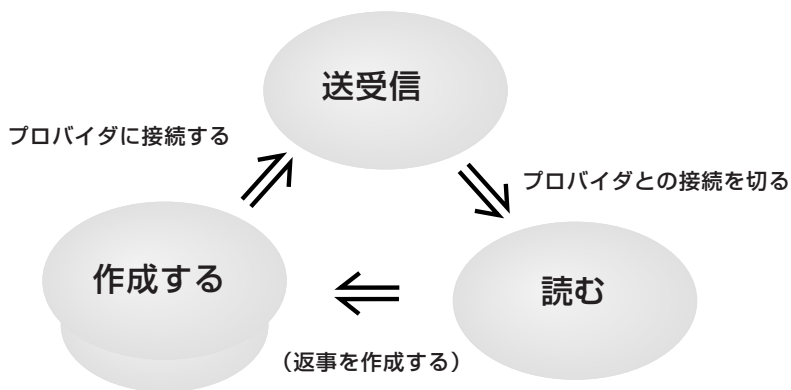 送受信
プロバイダに接続する
プロバイダとの接続を切る
作成する
読む
（返事を作成する）